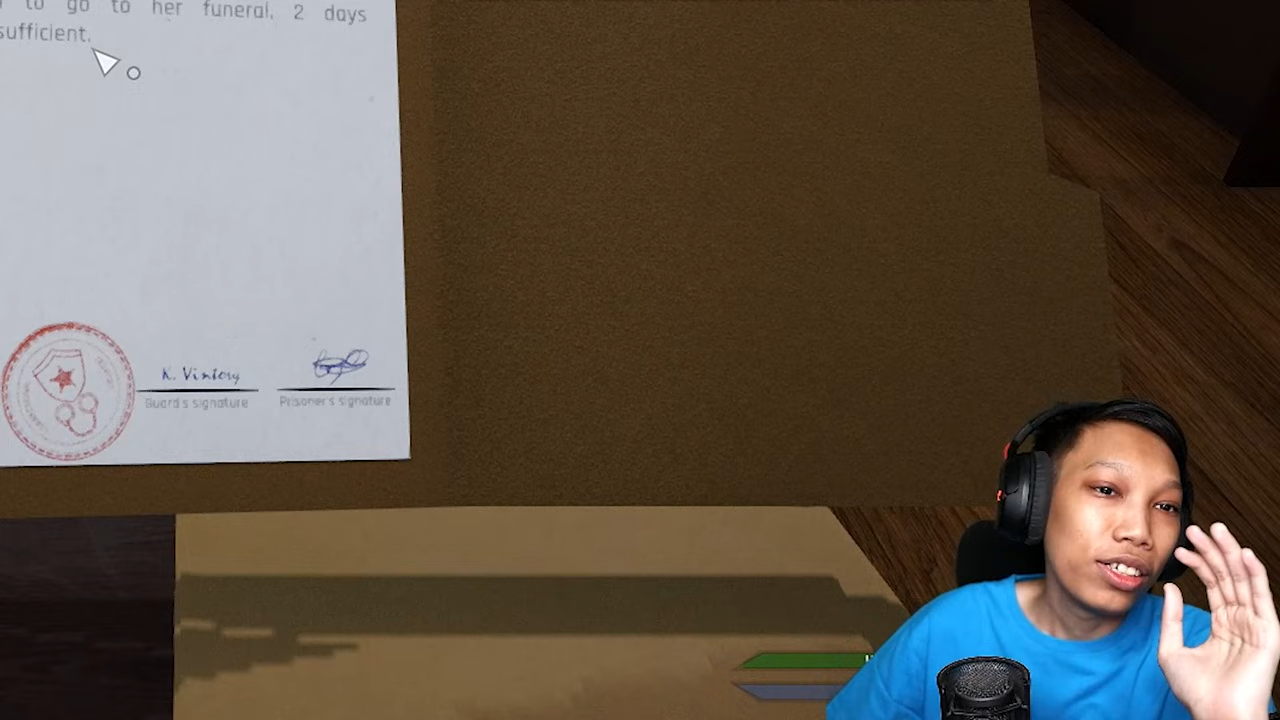 to go to her funeral, 2 days
sufficient.
K. Vintory
Guard's signature
Prisoner's signature